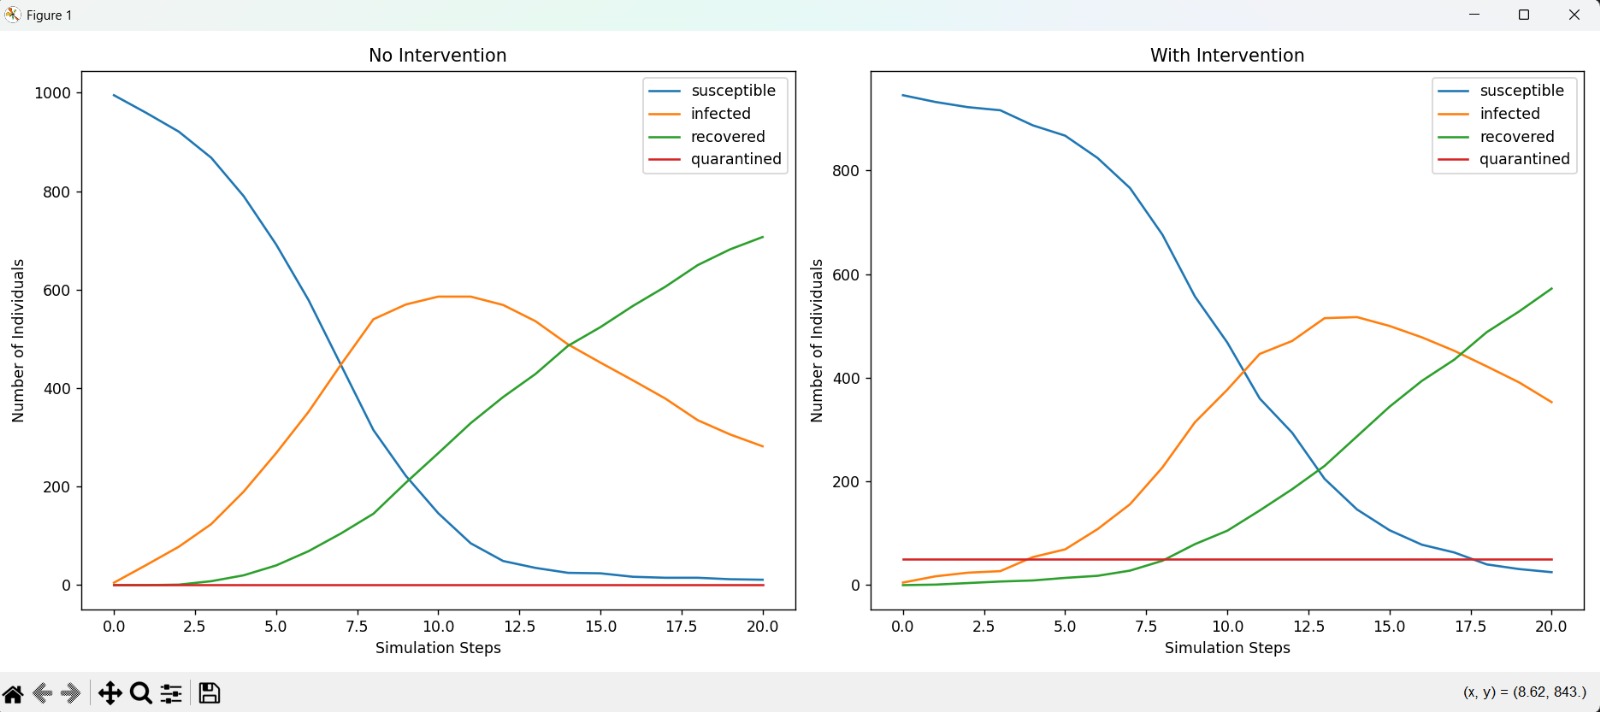 Figure 1
No Intervention
1000
800
600
400
200
0
0.0 2.5 5.0 7.5 10.0 12.5 15.0 17.5 20.0
Simulation Steps
Number of Individuals
susceptible
infected
recovered
quarantined
With Intervention
800
600
400
200
0
0.0 2.5 5.0 7.5 10.0 12.5 15.0 17.5 20.0
Simulation Steps
Number of Individuals
susceptible
infected
recovered
quarantined
(x, y) = (8.62, 843.)